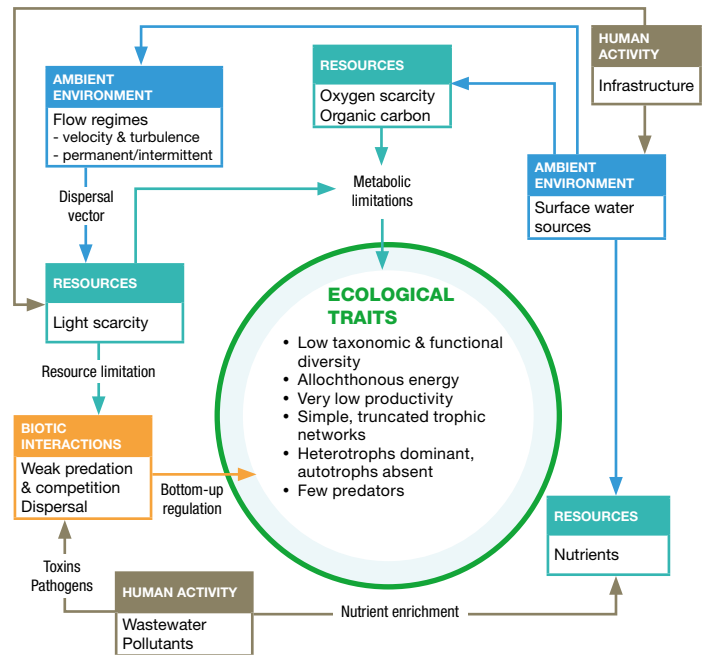 HUMAN
ACTIVITY
Infrastructure
RESOURCES
Oxygen scarcity
Organic carbon
AMBIENT
ENVIRONMENT
Flow regimes
- velocity & turbulence
- permanent/intermittent
Dispersal
vector
Metabolic
limitations
AMBIENT
ENVIRONMENT
Surface water
sources
RESOURCES
Light scarcity
Resource limitation
ECOLOGICAL
TRAITS
• Low taxonomic & functional
diversity
• Allochthonous energy
• Very low productivity
• Simple, truncated trophic
networks
• Heterotrophs dominant,
autotrophs absent
• Few predators
BIOTIC
INTERACTIONS
Weak predation
& competition
Dispersal
Bottom-up
regulation
RESOURCES
Nutrients
Toxins
Pathogens
HUMAN ACTIVITY
Wastewater
Pollutants
Nutrient enrichment